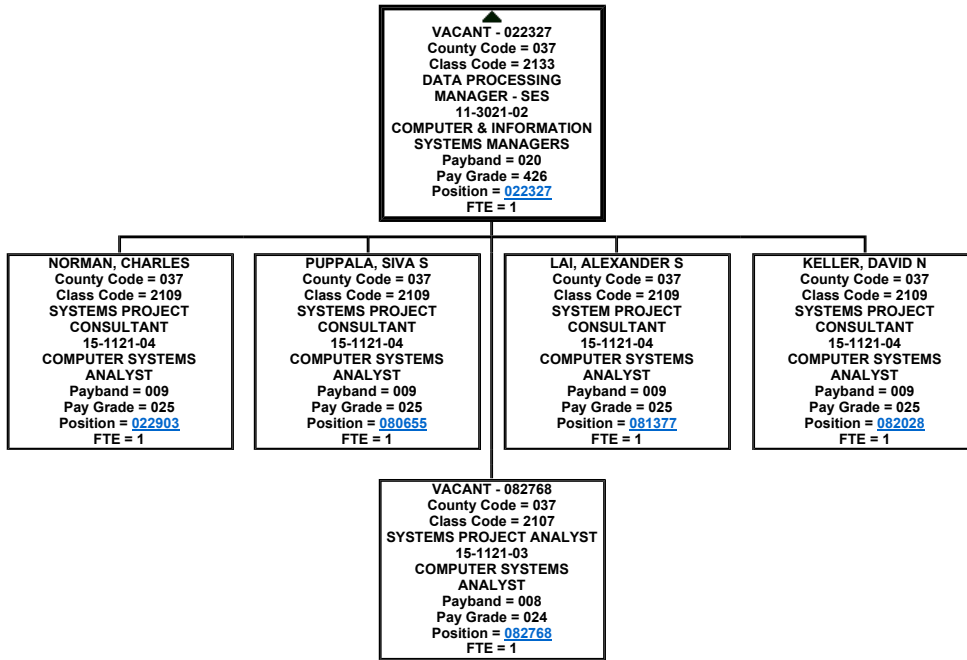 VACANT - 022327
County Code = 037
Class Code = 2133
DATA PROCESSING
MANAGER - SES
11-3021-02
COMPUTER & INFORMATION
SYSTEMS MANAGERS
Payband = 020
Pay Grade = 426
Position = 022327
FTE = 1
NORMAN, CHARLES
County Code = 037
Class Code = 2109
SYSTEMS PROJECT
CONSULTANT
15-1121-04
COMPUTER SYSTEMS
ANALYST
Payband = 009
Pay Grade = 025
Position = 022903
FTE = 1
PUPPALA, SIVA S
County Code = 037
Class Code = 2109
SYSTEMS PROJECT
CONSULTANT
15-1121-04
COMPUTER SYSTEMS
ANALYST
Payband = 009
Pay Grade = 025
Position = 080655
FTE = 1
LAI, ALEXANDER S
County Code = 037
Class Code = 2109
SYSTEM PROJECT
CONSULTANT
15-1121-04
COMPUTER SYSTEMS
ANALYST
Payband = 009
Pay Grade = 025
Position = 081377
FTE = 1
KELLER, DAVID N
County Code = 037
Class Code = 2109
SYSTEMS PROJECT
CONSULTANT
15-1121-04
COMPUTER SYSTEMS
ANALYST
Payband = 009
Pay Grade = 025
Position = 082028
FTE = 1
VACANT - 082768
County Code = 037
Class Code = 2107
SYSTEMS PROJECT ANALYST
15-1121-03
COMPUTER SYSTEMS
ANALYST
Payband = 008
Pay Grade = 024
Position = 082768
FTE = 1